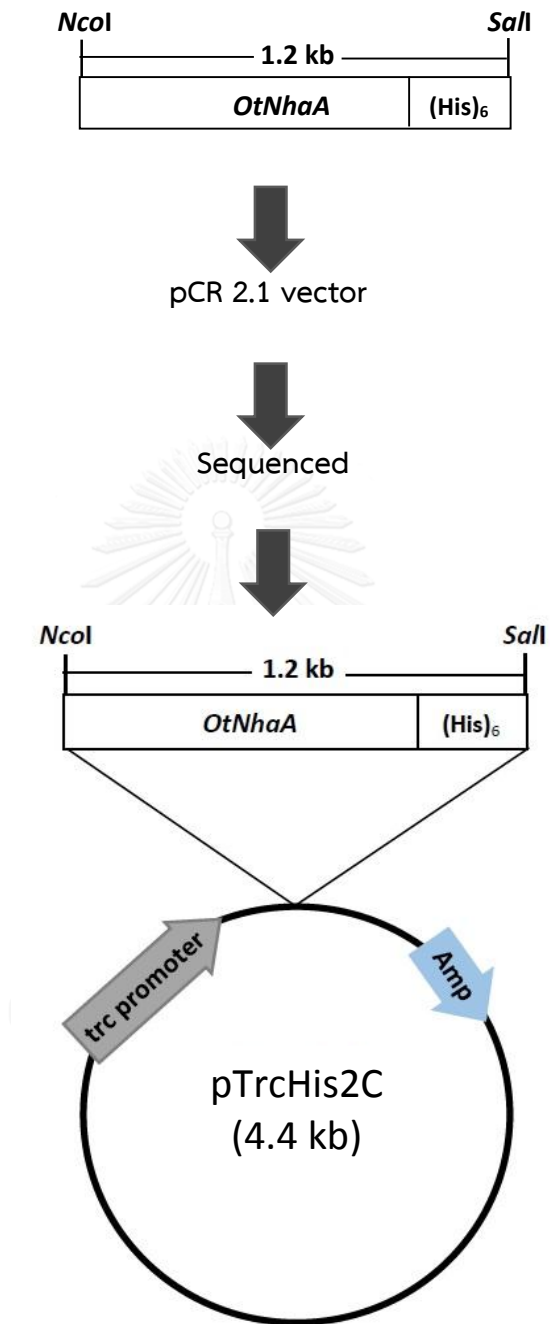 NcoI SalI
1.2 kb
OtNhaA (His)₆
pCR 2.1 vector
Sequenced
NcoI SalI
1.2 kb
OtNhaA (His)₆
trc promoter
Amp
pTrcHis2C
(4.4 kb)